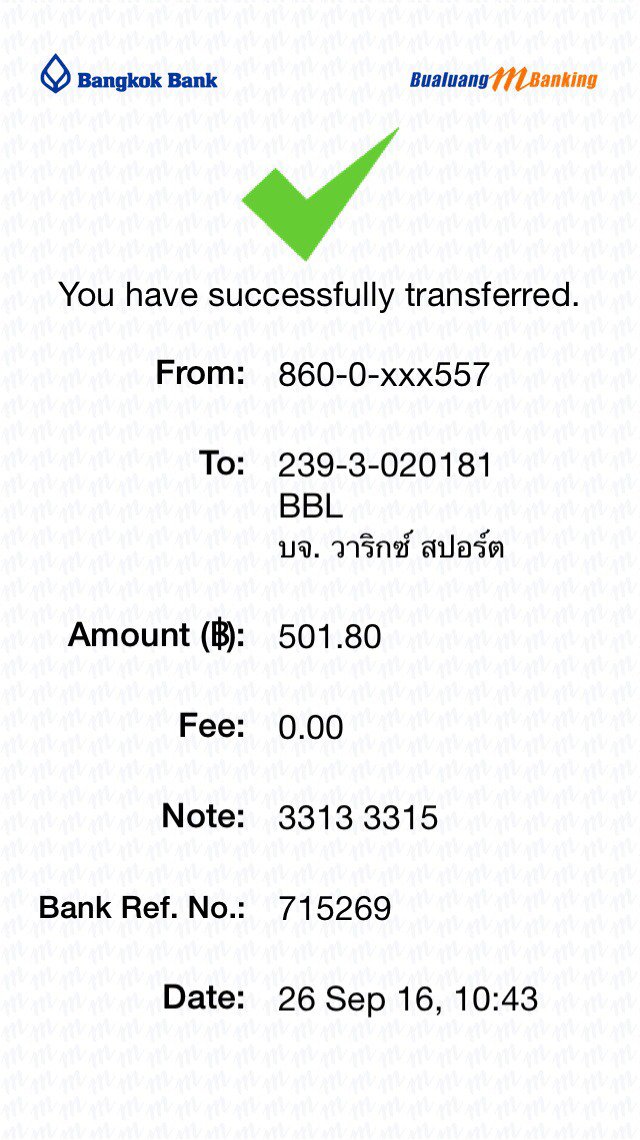 Bangkok Bank
Bualuang mBanking
You have successfully transferred.
From: 860-0-xxx557
To: 239-3-020181
BBL
บจ. วาริกซ์ สปอร์ต
Amount (฿): 501.80
Fee: 0.00
Note: 3313 3315
Bank Ref. No.: 715269
Date: 26 Sep 16, 10:43